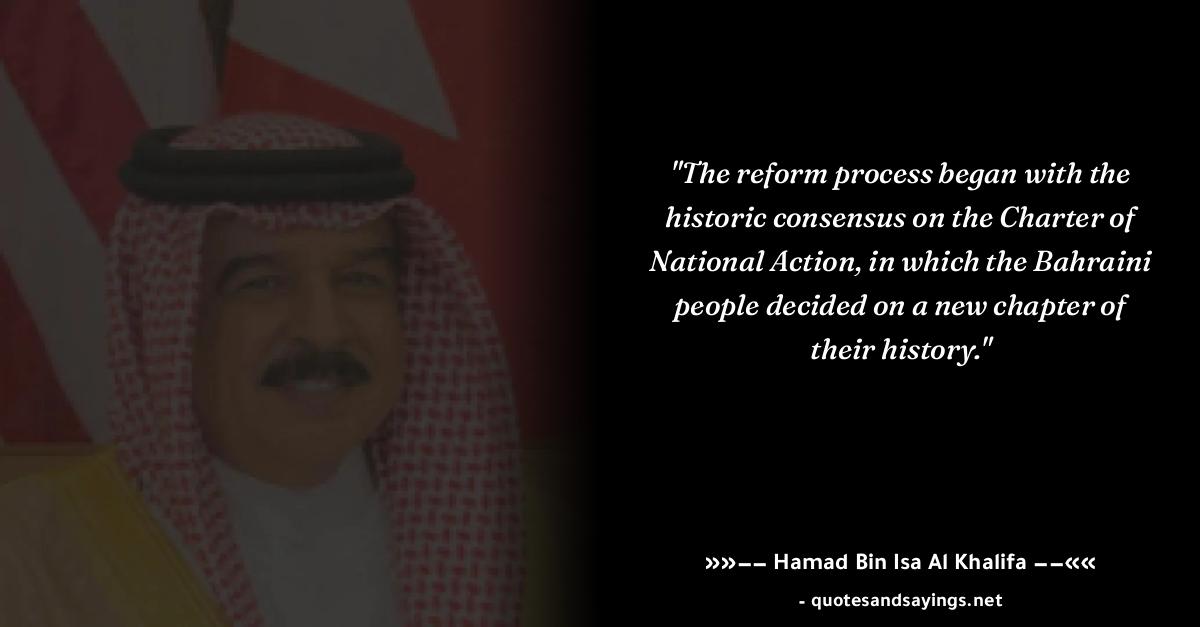 "The reform process began with the
historic consensus on the Charter of
National Action, in which the Bahraini
people decided on a new chapter of
their history."
»»−− Hamad Bin Isa Al Khalifa −−««
- quotesandsayings.net